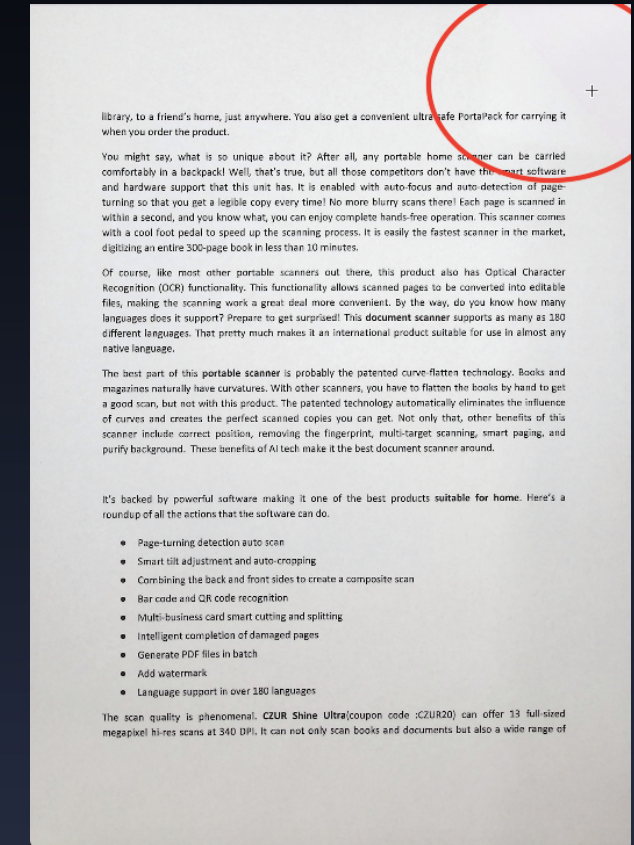 library, to a friend's home, just anywhere. You also get a convenient ultra safe PortaPack for carrying it
when you order the product.
You might say, what is so unique about it? After all, any portable home scanner can be carried
comfortably in a backpack! Well, that's true, but all those competitors don't have the smart software
and hardware support that this unit has. It is enabled with auto-focus and auto-detection of page-
turning so that you get a legible copy every time! No more blurry scans there! Each page is scanned in
within a second, and you know what, you can enjoy complete hands-free operation. This scanner comes
with a cool foot pedal to speed up the scanning process. It is easily the fastest scanner in the market,
digitizing an entire 300-page book in less than 10 minutes.
Of course, like most other portable scanners out there, this product also has Optical Character
Recognition (OCR) functionality. This functionality allows scanned pages to be converted into editable
files, making the scanning work a great deal more convenient. By the way, do you know how many
languages does it support? Prepare to get surprised! This document scanner supports as many as 180
different languages. That pretty much makes it an international product suitable for use in almost any
native language.
The best part of this portable scanner is probably the patented curve-flatten technology. Books and
magazines naturally have curvatures. With other scanners, you have to flatten the books by hand to get
a good scan, but not with this product. The patented technology automatically eliminates the influence
of curves and creates the perfect scanned copies you can get. Not only that, other benefits of this
scanner include correct position, removing the fingerprint, multi-target scanning, smart paging, and
purify background. These benefits of AI tech make it the best document scanner around.
It's backed by powerful software making it one of the best products suitable for home. Here's a
roundup of all the actions that the software can do.
• Page-turning detection auto scan
• Smart tilt adjustment and auto-cropping
• Combining the back and front sides to create a composite scan
• Bar code and QR code recognition
• Multi-business card smart cutting and splitting
• Intelligent completion of damaged pages
• Generate PDF files in batch
• Add watermark
• Language support in over 180 languages
The scan quality is phenomenal. CZUR Shine Ultra(coupon code :CZUR20) can offer 13 full-sized
megapixel hi-res scans at 340 DPI. It can not only scan books and documents but also a wide range of